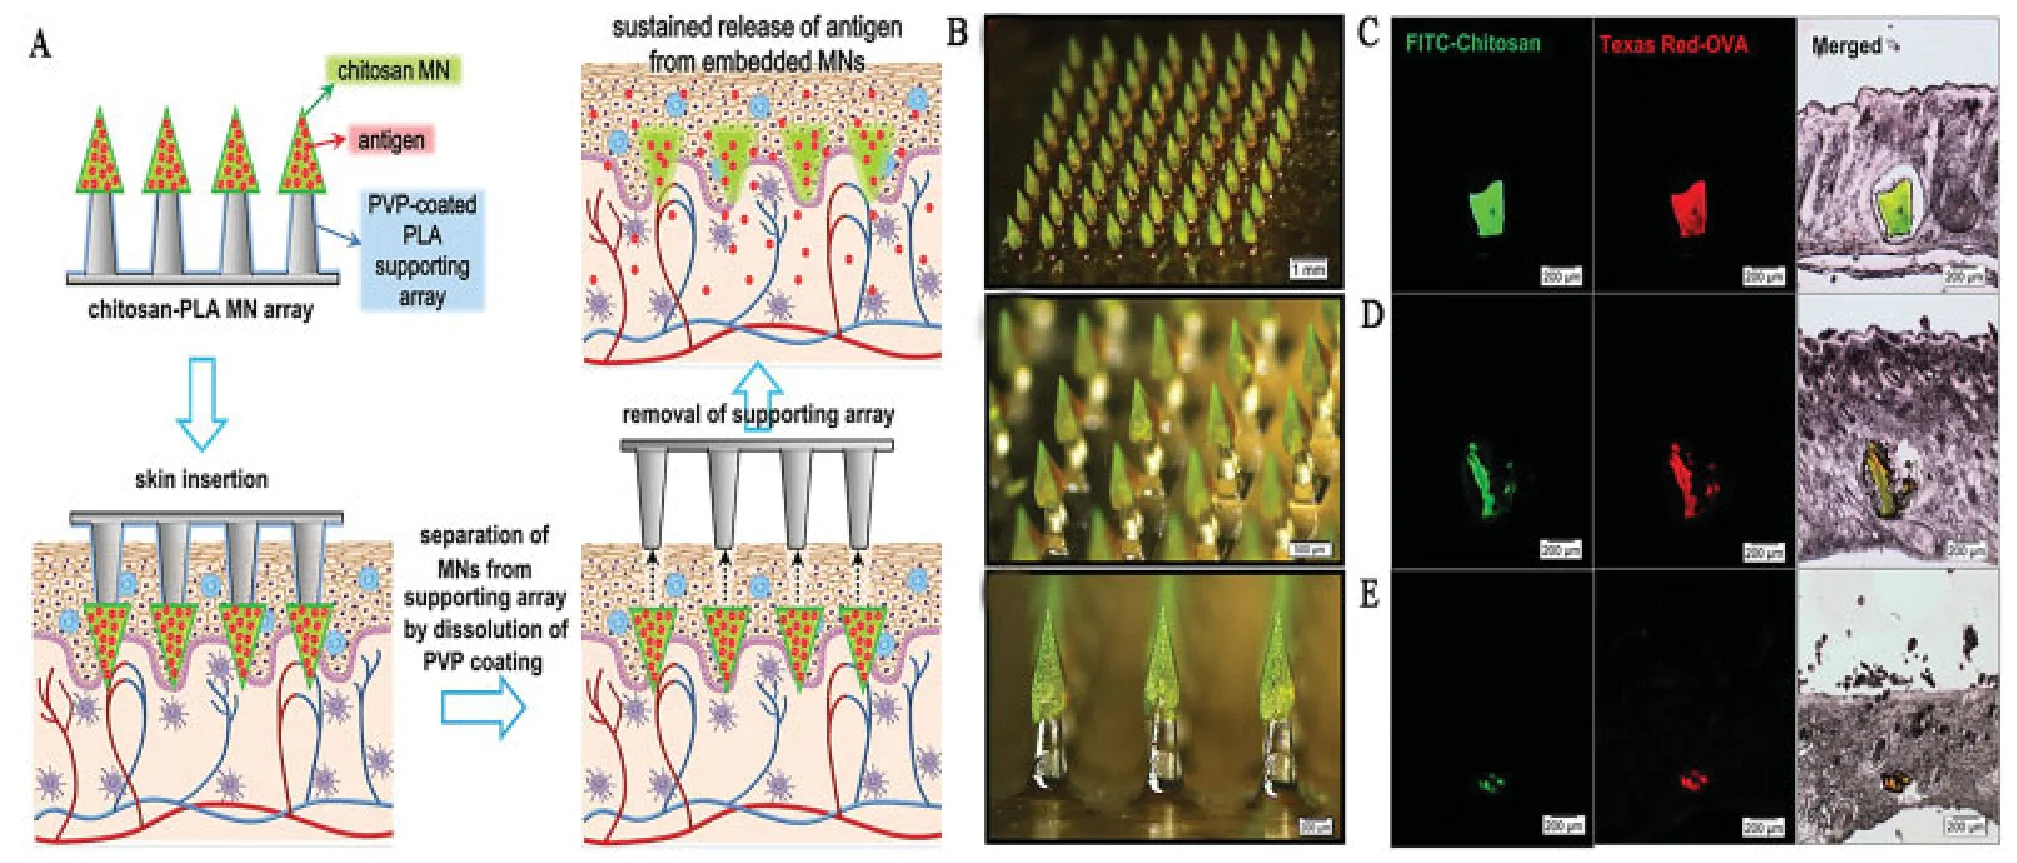 A
chitosan MN
antigen
PVP-coated
PLA
supporting
array
chitosan-PLA MN array
skin insertion
separation of
MNs from
supporting array
by dissolution of
PVP coating
removal of supporting array
sustained release of antigen
from embedded MNs
B
1 mm
C
FITC-Chitosan
Texas Red-OVA
Merged
200 µm
200 µm
200 µm
D
200 µm
200 µm
200 µm
E
200 µm
200 µm
200 µm